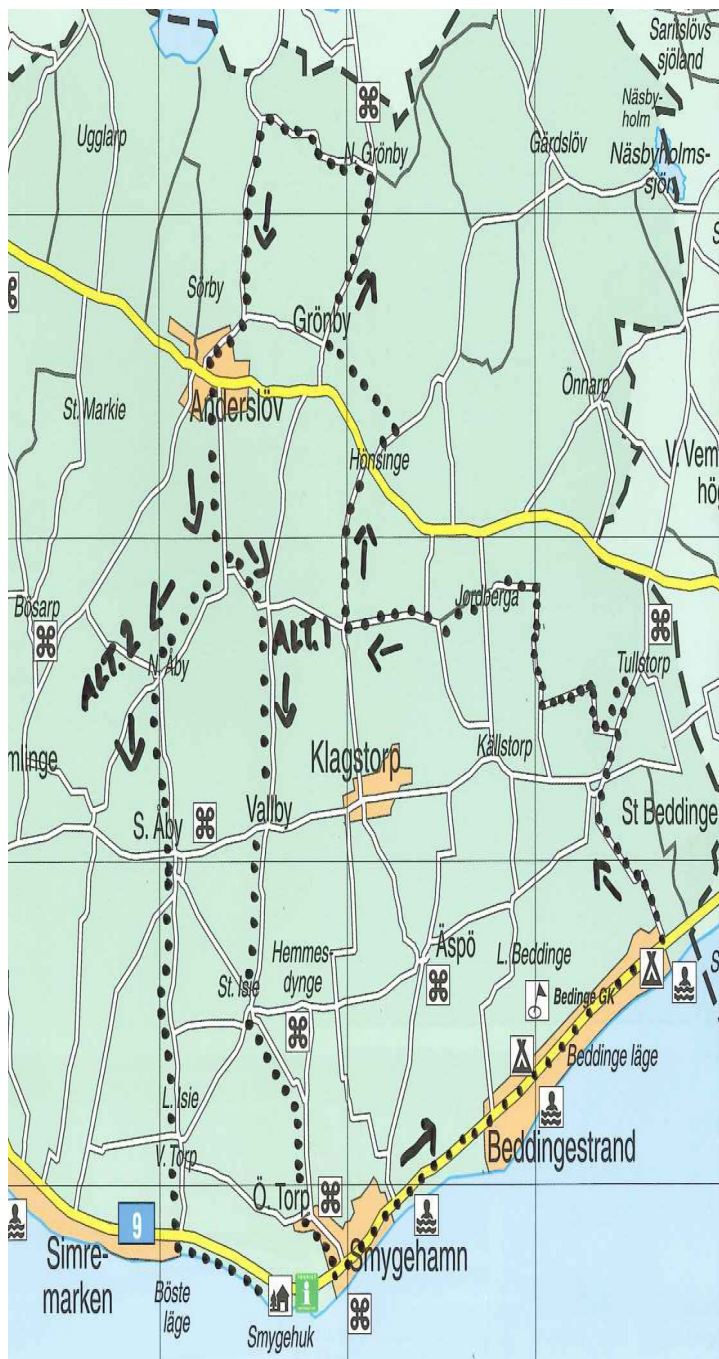 Saritslövs
sjöland
Näsby-
holm
Ugglarp
N. Grönby
Gärdslöv
Näsbyholms-
sjön
S
Sörby
Grönby
Önnarp
St. Markie
Anderslöv
V. Vem
hög
Hönsinge
Bösarp
Jordberga
ALT. 2
ALT. 1
N. Åby
Tullstorp
mlinge
Klagstorp
Källstorp
S. Åby
Vallby
St Beddinge
Hemmes-
dynge
Äspö
L. Beddinge
St. Isie
S
Bedinge GK
Beddinge läge
L. Isie
V. Torp
Beddingestrand
Ö. Torp
9
Simre-
marken
Smygehamn
Böste
läge
TURIST
i
Smygehuk